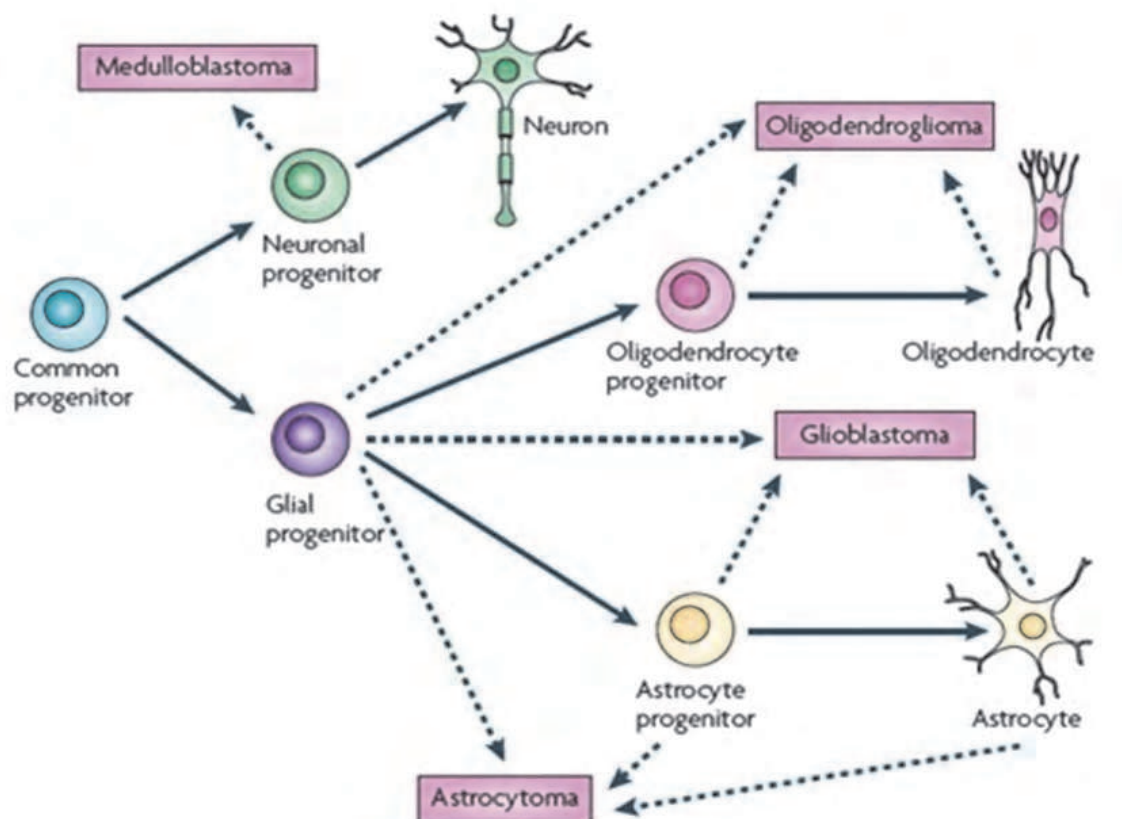 Medulloblastoma
Neuron
Oligodendroglioma
Neuronal
progenitor
Common
progenitor
Oligodendrocyte
progenitor
Oligodendrocyte
Glioblastoma
Glial
progenitor
Astrocyte
progenitor
Astrocyte
Astrocytoma